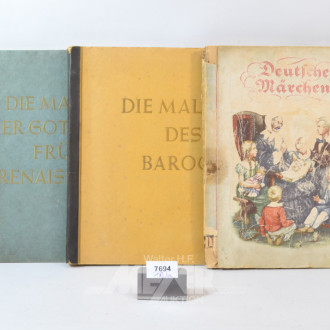 DIE MA
ER GOT
FRÜ
RENAIS
DIE MAL
DES
BAROC
Deutsche
Märchen
7694